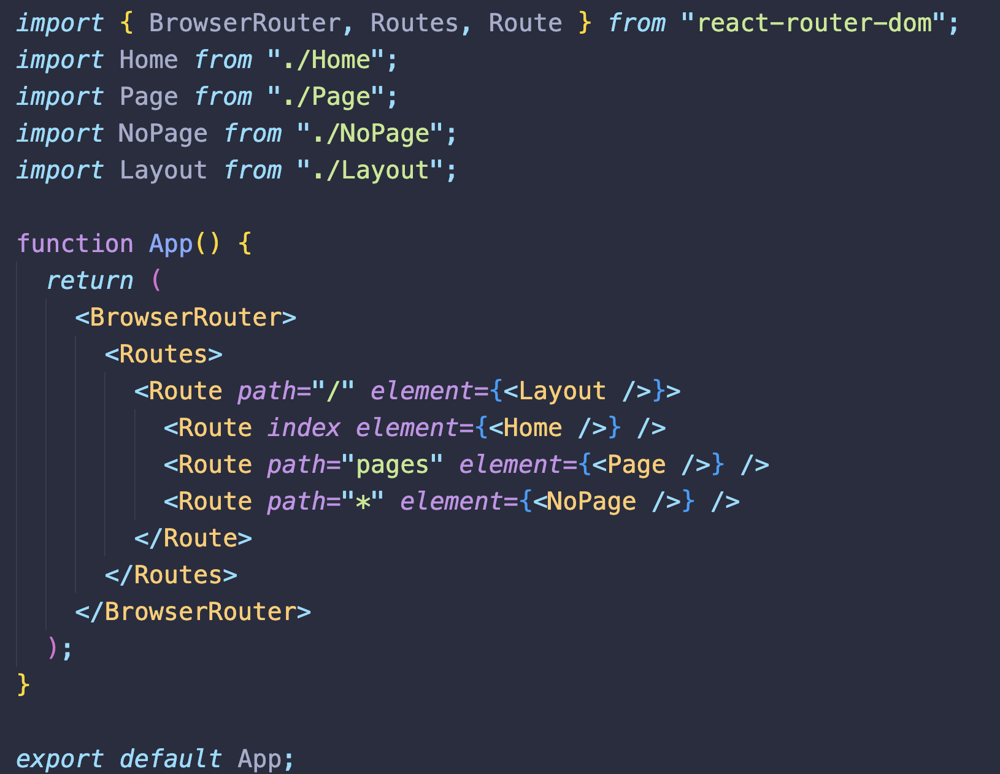 import { BrowserRouter, Routes, Route } from "react-router-dom";
import Home from "./Home";
import Page from "./Page";
import NoPage from "./NoPage";
import Layout from "./Layout";

function App() {
  return (
    <BrowserRouter>
      <Routes>
        <Route path="/" element={<Layout />}>
          <Route index element={<Home />} />
          <Route path="pages" element={<Page />} />
          <Route path="*" element={<NoPage />} />
        </Route>
      </Routes>
    </BrowserRouter>
  );
}

export default App;